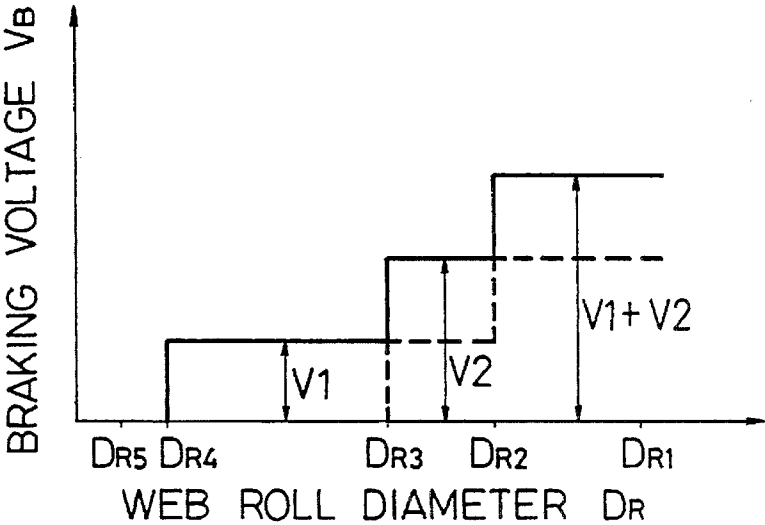 BRAKING VOLTAGE VB
V1+V2
V1
V2
DR5 DR4 DR3 DR2 DR1
WEB ROLL DIAMETER DR